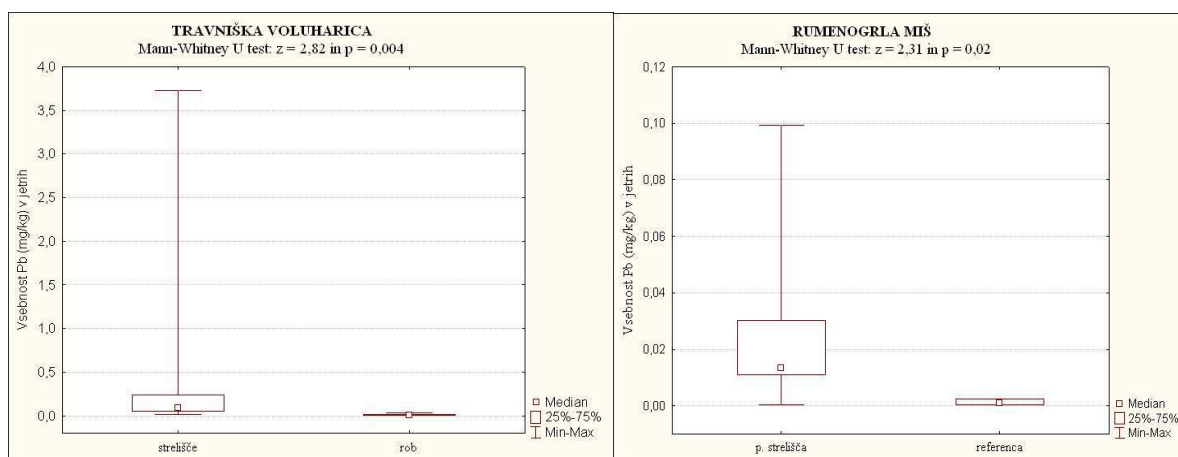 TRAVNIŠKA VOLUHARICA
Mann-Whitney U test: z = 2,82 in p = 0,004
Vsebnost Pb (mg/kg) v jetrih
4,0
3,5
3,0
2,5
2,0
1,5
1,0
0,5
0,0
strelišče
rob
Median
25%-75%
Min-Max
RUMENOGRLA MIŠ
Mann-Whitney U test: z = 2,31 in p = 0,02
Vsebnost Pb (mg/kg) v jetrih
0,12
0,10
0,08
0,06
0,04
0,02
0,00
p. strelišča
referenca
Median
25%-75%
Min-Max